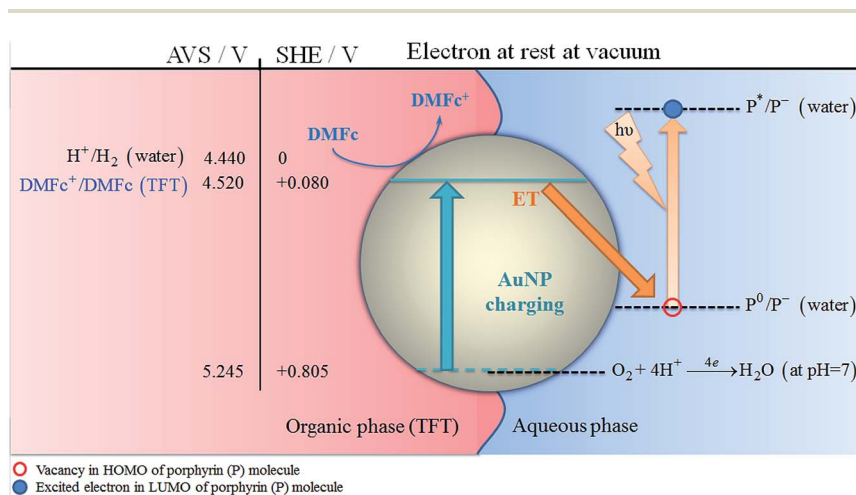 AVS / V SHE / V Electron at rest at vacuum
P*/P⁻ (water)
DMFc⁺
hυ
DMFc
H⁺/H₂ (water) 4.440 0
DMFc⁺/DMFc (TFT) 4.520 +0.080
ET
AuNP
charging
P⁰/P⁻ (water)
5.245 +0.805
O₂ + 4H⁺ —4e→ H₂O (at pH=7)
Organic phase (TFT) Aqueous phase
Vacancy in HOMO of porphyrin (P) molecule
Excited electron in LUMO of porphyrin (P) molecule